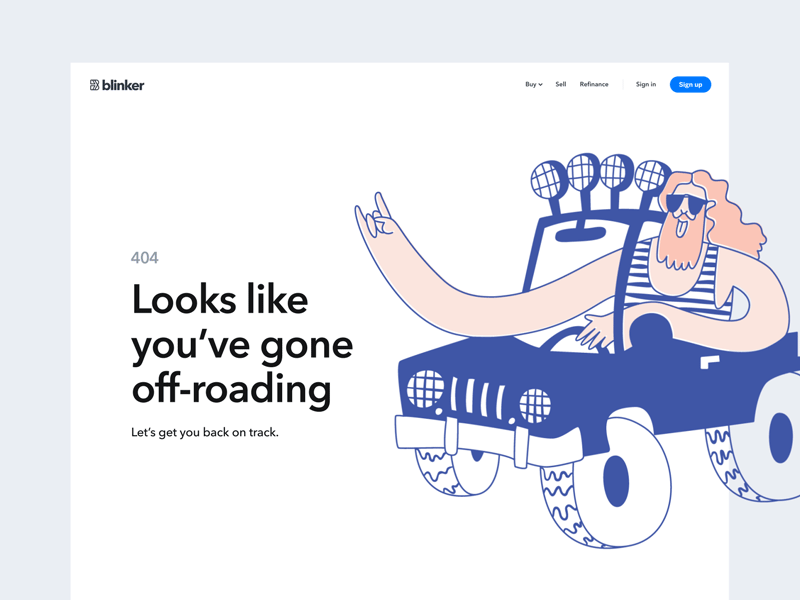 blinker
Buy Sell Refinance Sign in Sign up
404
Looks like
you’ve gone
off-roading
Let’s get you back on track.